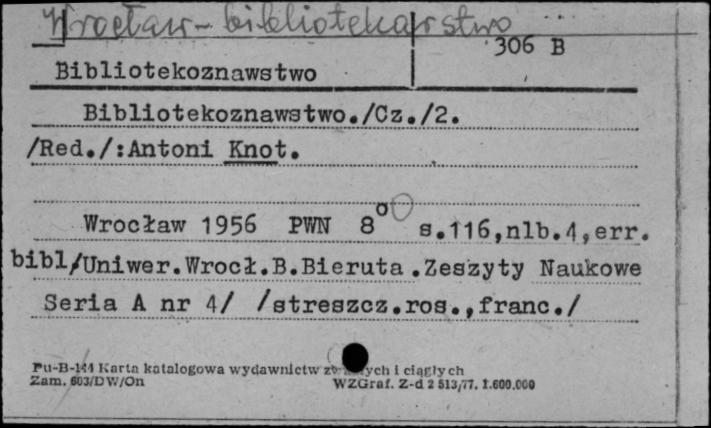 Wrocław - bibliotekarstwo
306 B
Bibliotekoznawstwo
Bibliotekoznawstwo./Cz./2.
/Red./:Antoni Knot.
Wrocław 1956 PWN 8° s.116,nlb.4,err.
bibl/Uniwer.Wrocł.B.Bieruta.Zeszyty Naukowe
Seria A nr 4/ /streszcz.ros.,franc./
Pu-B-144 Karta katalogowa wydawnictw i ciągłych
Zam. 603/DW/On WZGraf. Z-d 2 513/77. 1.600.000